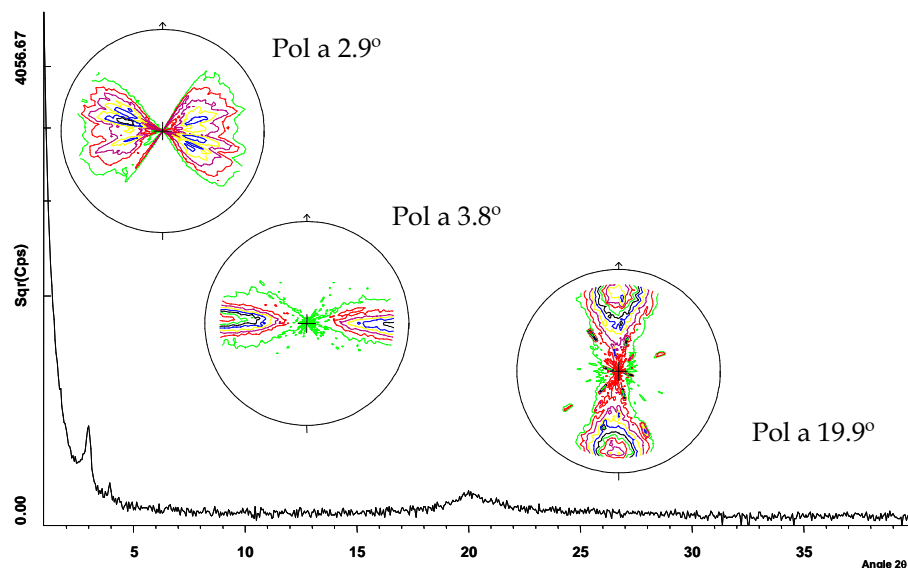 Pol a 2.9º
4056.67
Pol a 3.8º
Sqr(Cps)
Pol a 19.9º
0.00
5 10 15 20 25 30 35
Angle 2θ